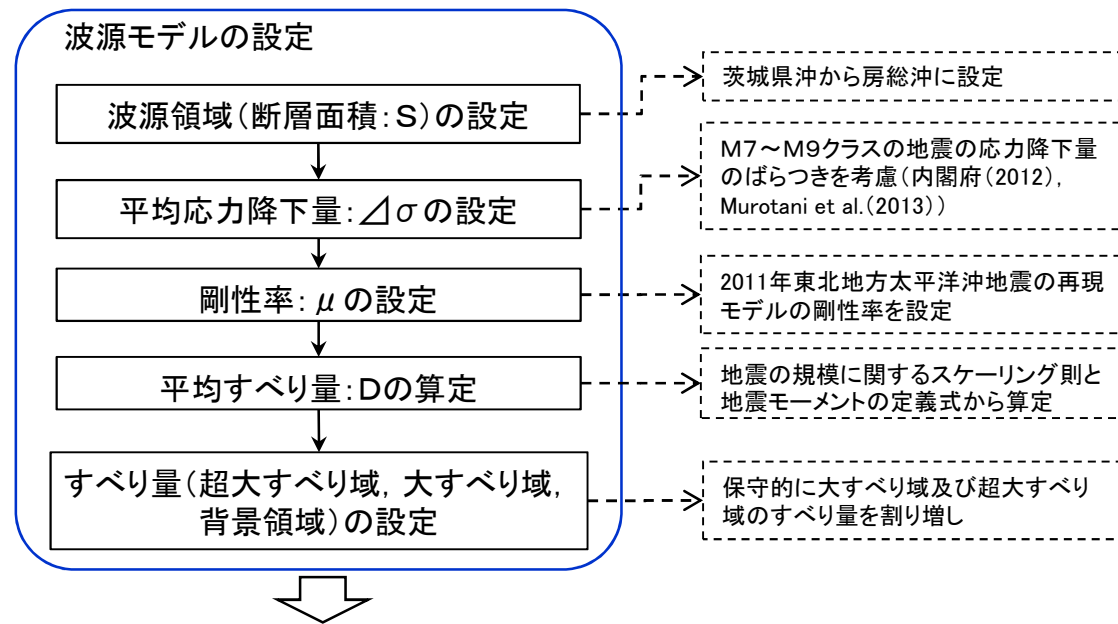 波源モデルの設定
波源領域(断層面積:S)の設定
茨城県沖から房総沖に設定
平均応力降下量:⊿σの設定
M7~M9クラスの地震の応力降下量
のばらつきを考慮(内閣府(2012),
Murotani et al.(2013))
剛性率:μの設定
2011年東北地方太平洋沖地震の再現
モデルの剛性率を設定
平均すべり量:Dの算定
地震の規模に関するスケーリング則と
地震モーメントの定義式から算定
すべり量(超大すべり域, 大すべり域,
背景領域)の設定
保守的に大すべり域及び超大すべり
域のすべり量を割り増し